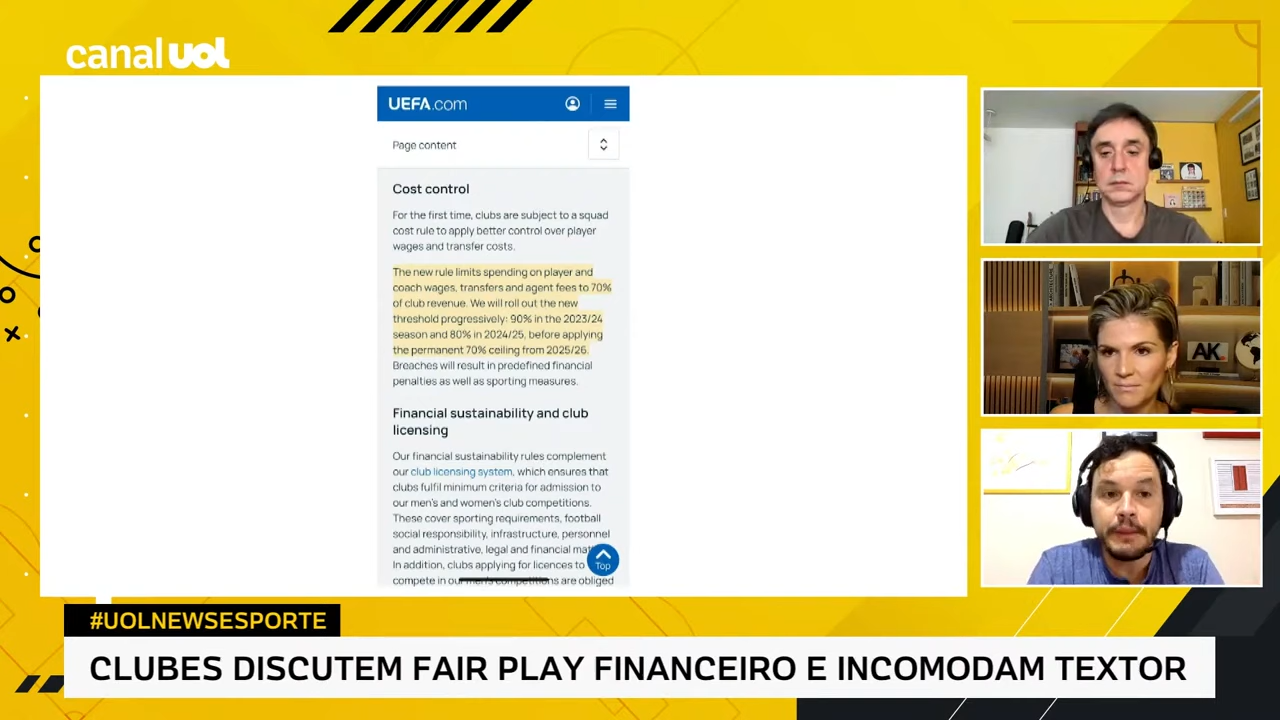 canal uol
UEFA.com
Page content
Cost control
For the first time, clubs are subject to a squad
cost rule to apply better control over player
wages and transfer costs.
The new rule limits spending on player and
coach wages, transfers and agent fees to 70%
of club revenue. We will roll out the new
threshold progressively: 90% in the 2023/24
season and 80% in 2024/25, before applying
the permanent 70% ceiling from 2025/26.
Breaches will result in predefined financial
penalties as well as sporting measures.
Financial sustainability and club
licensing
Our financial sustainability rules complement
our club licensing system, which ensures that
clubs fulfil minimum criteria for admission to
our men's and women's club competitions.
These cover sporting requirements, football
social responsibility, infrastructure, personnel
and administrative, legal and financial
In addition, clubs applying for licences to
compete in our men's competitions are obliged
Top
AK
#UOLNEWSESPORTE
CLUBES DISCUTEM FAIR PLAY FINANCEIRO E INCOMODAM TEXTOR